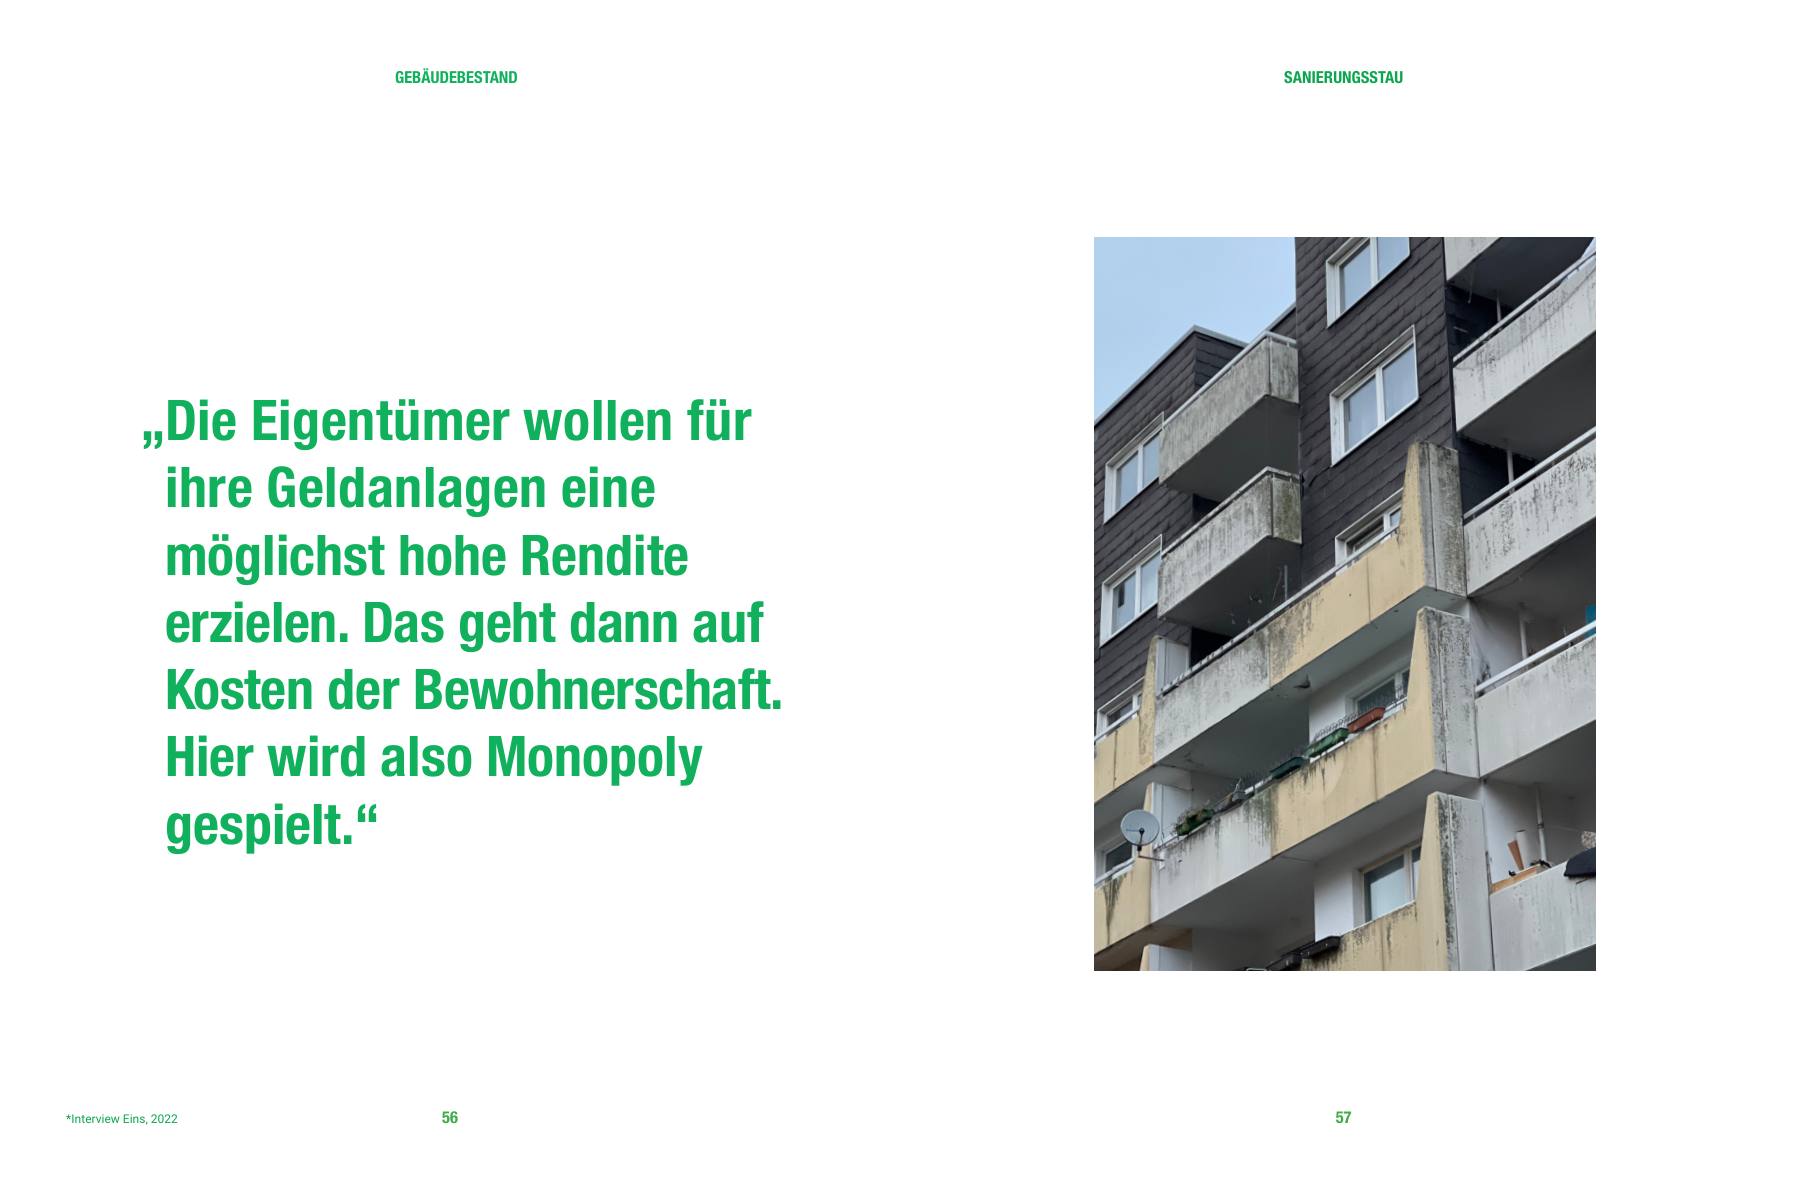 GEBÄUDEBESTAND
„Die Eigentümer wollen für
ihre Geldanlagen eine
möglichst hohe Rendite
erzielen. Das geht dann auf
Kosten der Bewohnerschaft.
Hier wird also Monopoly
gespielt.“
*Interview Eins, 2022
56
SANIERUNGSSTAU
57